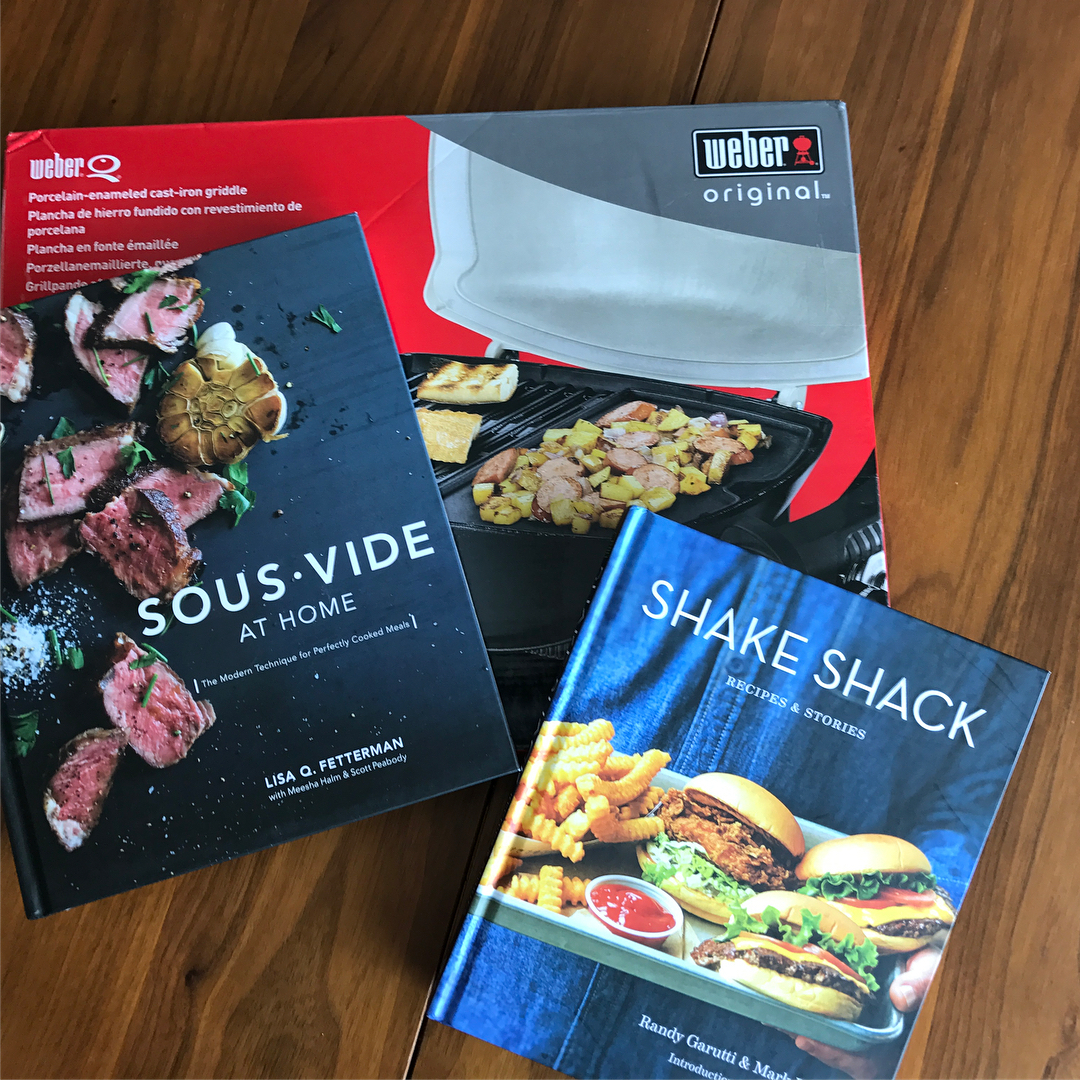 weber Q
Porcelain-enameled cast-iron griddle
Plancha de hierro fundido con revestimiento de
porcelana
Plancha en fonte émaillée
Porzellanemaillierte,
weber
original™
SOUS·VIDE
AT HOME
The Modern Technique for Perfectly Cooked Meals
LISA Q. FETTERMAN
with Meesha Halm & Scott Peabody
SHAKE SHACK
RECIPES & STORIES
Randy Garutti & Mark